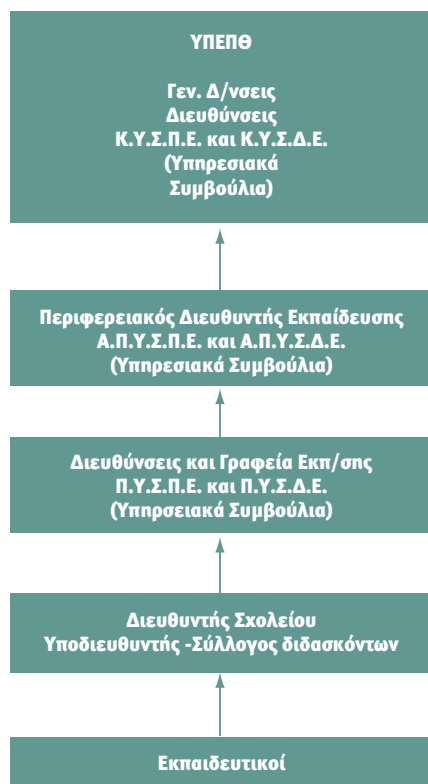 ΥΠΕΠΘ
Γεν. Δ/νσεις
Διευθύνσεις
Κ.Υ.Σ.Π.Ε. και Κ.Υ.Σ.Δ.Ε.
(Υπηρεσιακά
Συμβούλια)
Περιφερειακός Διευθυντής Εκπαίδευσης
Α.Π.Υ.Σ.Π.Ε. και Α.Π.Υ.Σ.Δ.Ε.
(Υπηρεσιακά Συμβούλια)
Διευθύνσεις και Γραφεία Εκπ/σης
Π.Υ.Σ.Π.Ε. και Π.Υ.Σ.Δ.Ε.
(Υπηρσειακά Συμβούλια)
Διευθυντής Σχολείου
Υποδιευθυντής -Σύλλογος διδασκόντων
Εκπαιδευτικοί